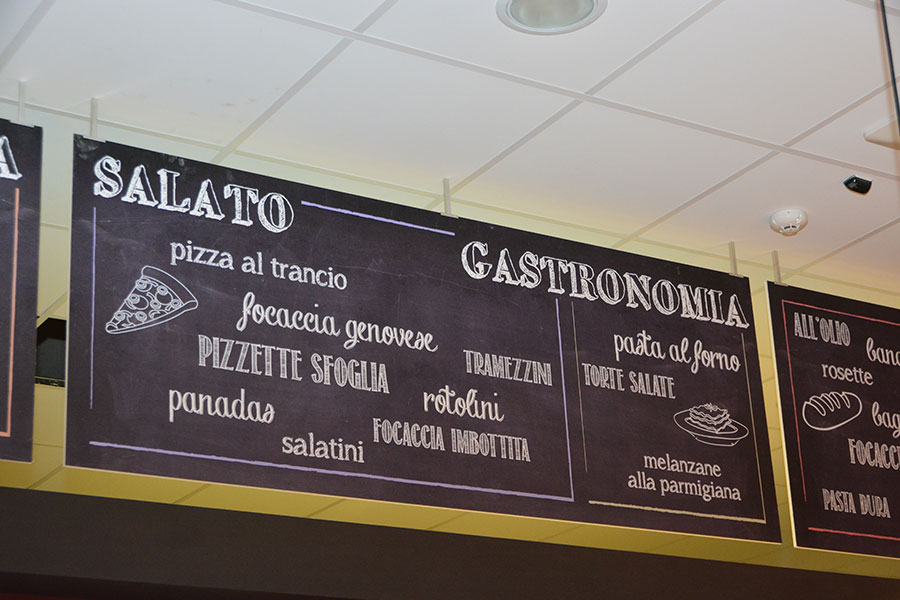 SALATO
pizza al trancio
focaccia genovese
PIZZETTE SFOGLIA
TRAMEZZINI
panadas
rotolini
salatini
FOCACCIA IMBOTTITA
GASTRONOMIA
pasta al forno
TORTE SALATE
melanzane
alla parmigiana
ALL'OLIO
rosette
PASTA DURA